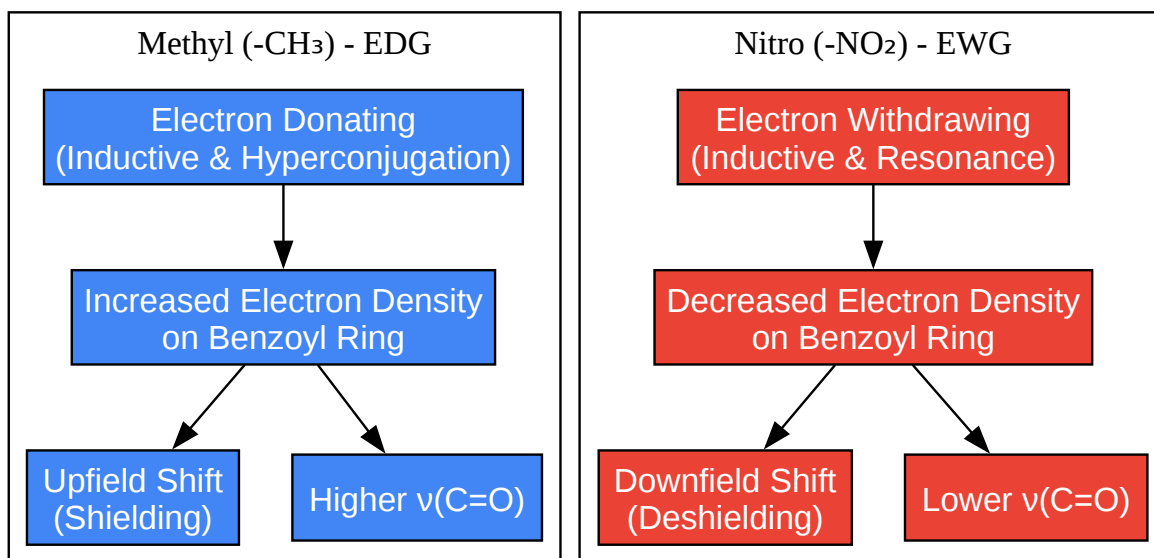 Methyl (-CH₃) - EDG
Electron Donating
(Inductive & Hyperconjugation)
Increased Electron Density
on Benzoyl Ring
Upfield Shift
(Shielding)
Higher ν(C=O)
Nitro (-NO₂) - EWG
Electron Withdrawing
(Inductive & Resonance)
Decreased Electron Density
on Benzoyl Ring
Downfield Shift
(Deshielding)
Lower ν(C=O)